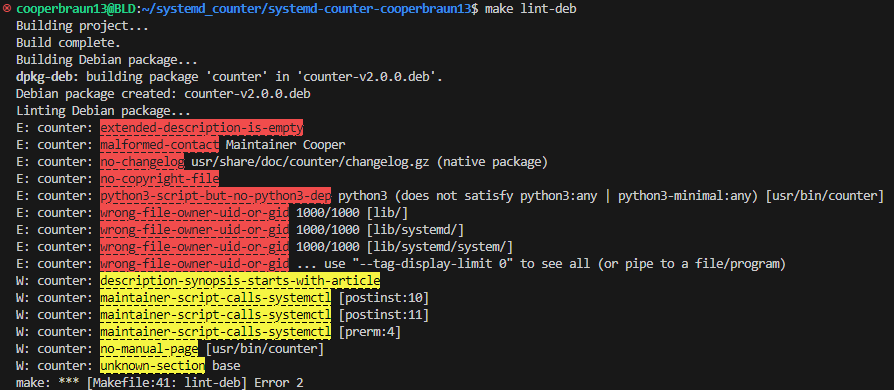 cooperbraun13@BLD:~/systemd_counter/systemd-counter-cooperbraun13$ make lint-deb
Building project...
Build complete.
Building Debian package...
dpkg-deb: building package 'counter' in 'counter-v2.0.0.deb'.
Debian package created: counter-v2.0.0.deb
Linting Debian package...
E: counter: extended-description-is-empty
E: counter: malformed-contact Maintainer Cooper
E: counter: no-changelog usr/share/doc/counter/changelog.gz (native package)
E: counter: no-copyright-file
E: counter: python3-script-but-no-python3-dep python3 (does not satisfy python3:any | python3-minimal:any) [usr/bin/counter]
E: counter: wrong-file-owner-uid-or-gid 1000/1000 [lib/]
E: counter: wrong-file-owner-uid-or-gid 1000/1000 [lib/systemd/]
E: counter: wrong-file-owner-uid-or-gid 1000/1000 [lib/systemd/system/]
E: counter: wrong-file-owner-uid-or-gid ... use "--tag-display-limit 0" to see all (or pipe to a file/program)
W: counter: description-synopsis-starts-with-article
W: counter: maintainer-script-calls-systemctl [postinst:10]
W: counter: maintainer-script-calls-systemctl [postinst:11]
W: counter: maintainer-script-calls-systemctl [prerm:4]
W: counter: no-manual-page [usr/bin/counter]
W: counter: unknown-section base
make: *** [Makefile:41: lint-deb] Error 2